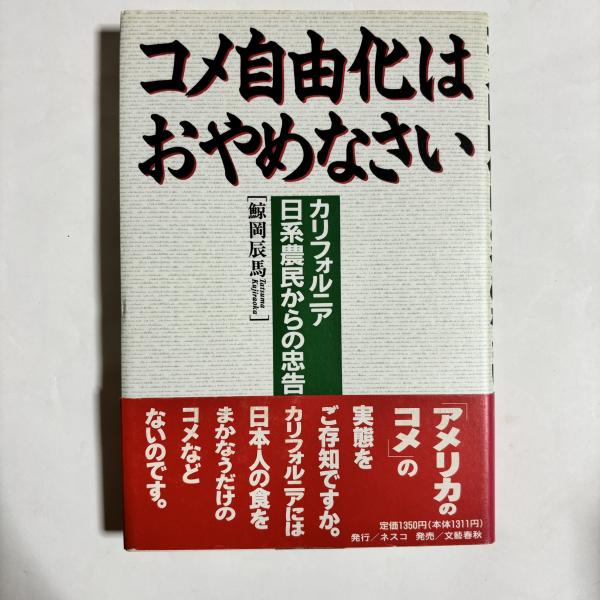 コメ自由化は
おやめなさい
カリフォルニア
日系農民からの忠告
[鯨岡辰馬 Tatsuma Kujiraoka]
「アメリカの
コメ」の
実態を
ご存知ですか。
カリフォルニアには
日本人の食を
まかなうだけの
コメなど
ないのです。
定価1350円(本体1311円)
発行/ネスコ 発売/文藝春秋